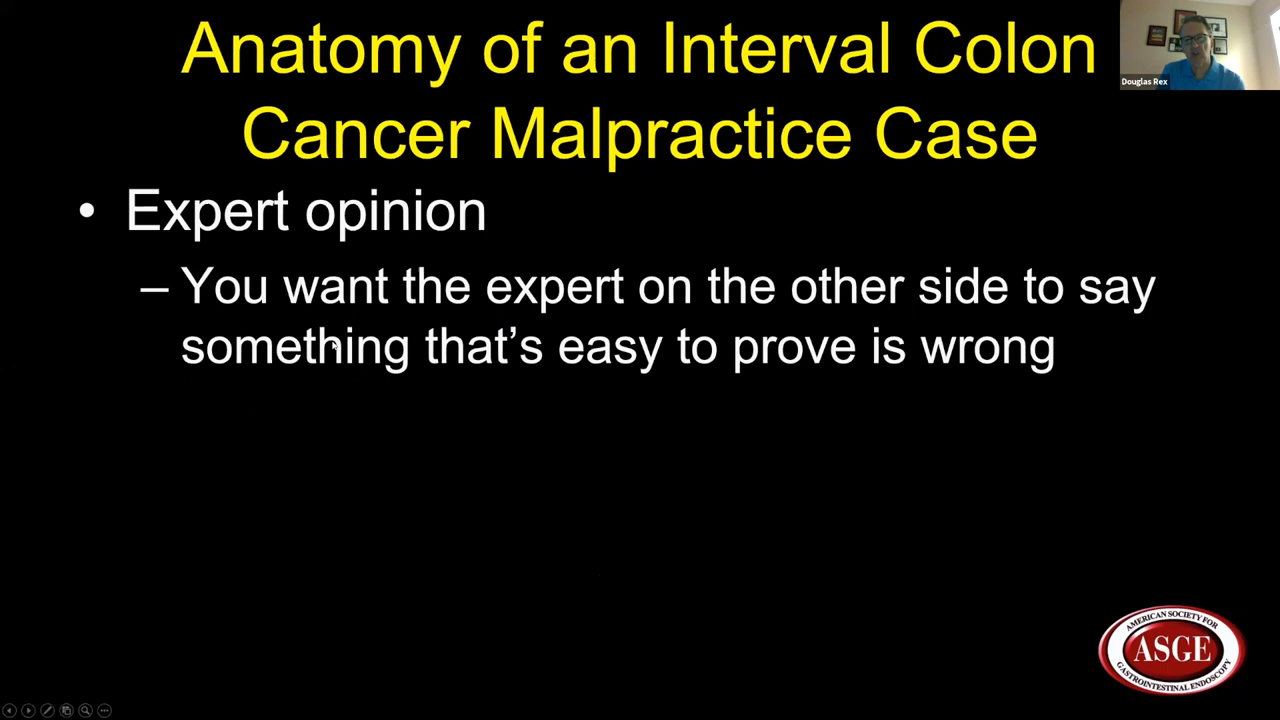 Anatomy of an Interval Colon
Cancer Malpractice Case
Douglas Rex
• Expert opinion
– You want the expert on the other side to say
something that's easy to prove is wrong
AMERICAN SOCIETY FOR
ASGE
GASTROINTESTINAL ENDOSCOPY